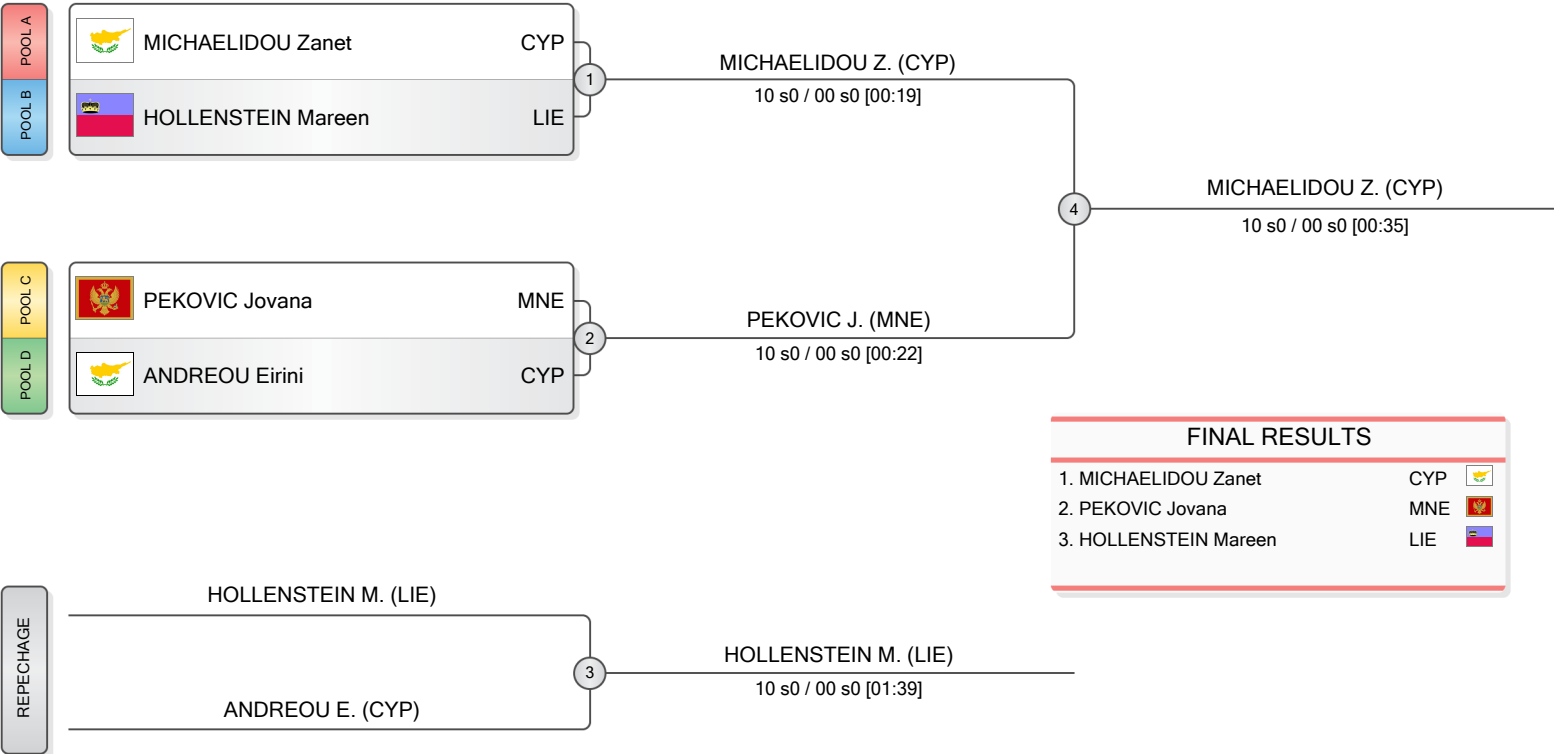 POOL A
MICHAELIDOU Zanet CYP
POOL B
HOLLENSTEIN Mareen LIE
1
MICHAELIDOU Z. (CYP)
10 s0 / 00 s0 [00:19]
POOL C
PEKOVIC Jovana MNE
POOL D
ANDREOU Eirini CYP
2
PEKOVIC J. (MNE)
10 s0 / 00 s0 [00:22]
4
MICHAELIDOU Z. (CYP)
10 s0 / 00 s0 [00:35]
FINAL RESULTS
1. MICHAELIDOU Zanet CYP
2. PEKOVIC Jovana MNE
3. HOLLENSTEIN Mareen LIE
REPECHAGE
HOLLENSTEIN M. (LIE)
ANDREOU E. (CYP)
3
HOLLENSTEIN M. (LIE)
10 s0 / 00 s0 [01:39]